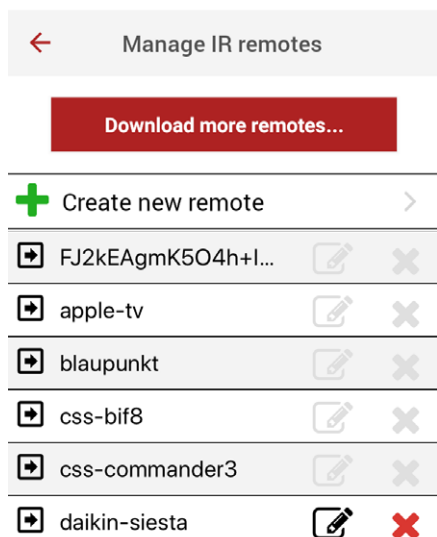 Manage IR remotes
Download more remotes...
Create new remote
FJ2kEAgmK5O4h+I...
apple-tv
blaupunkt
css-bif8
css-commander3
daikin-siesta